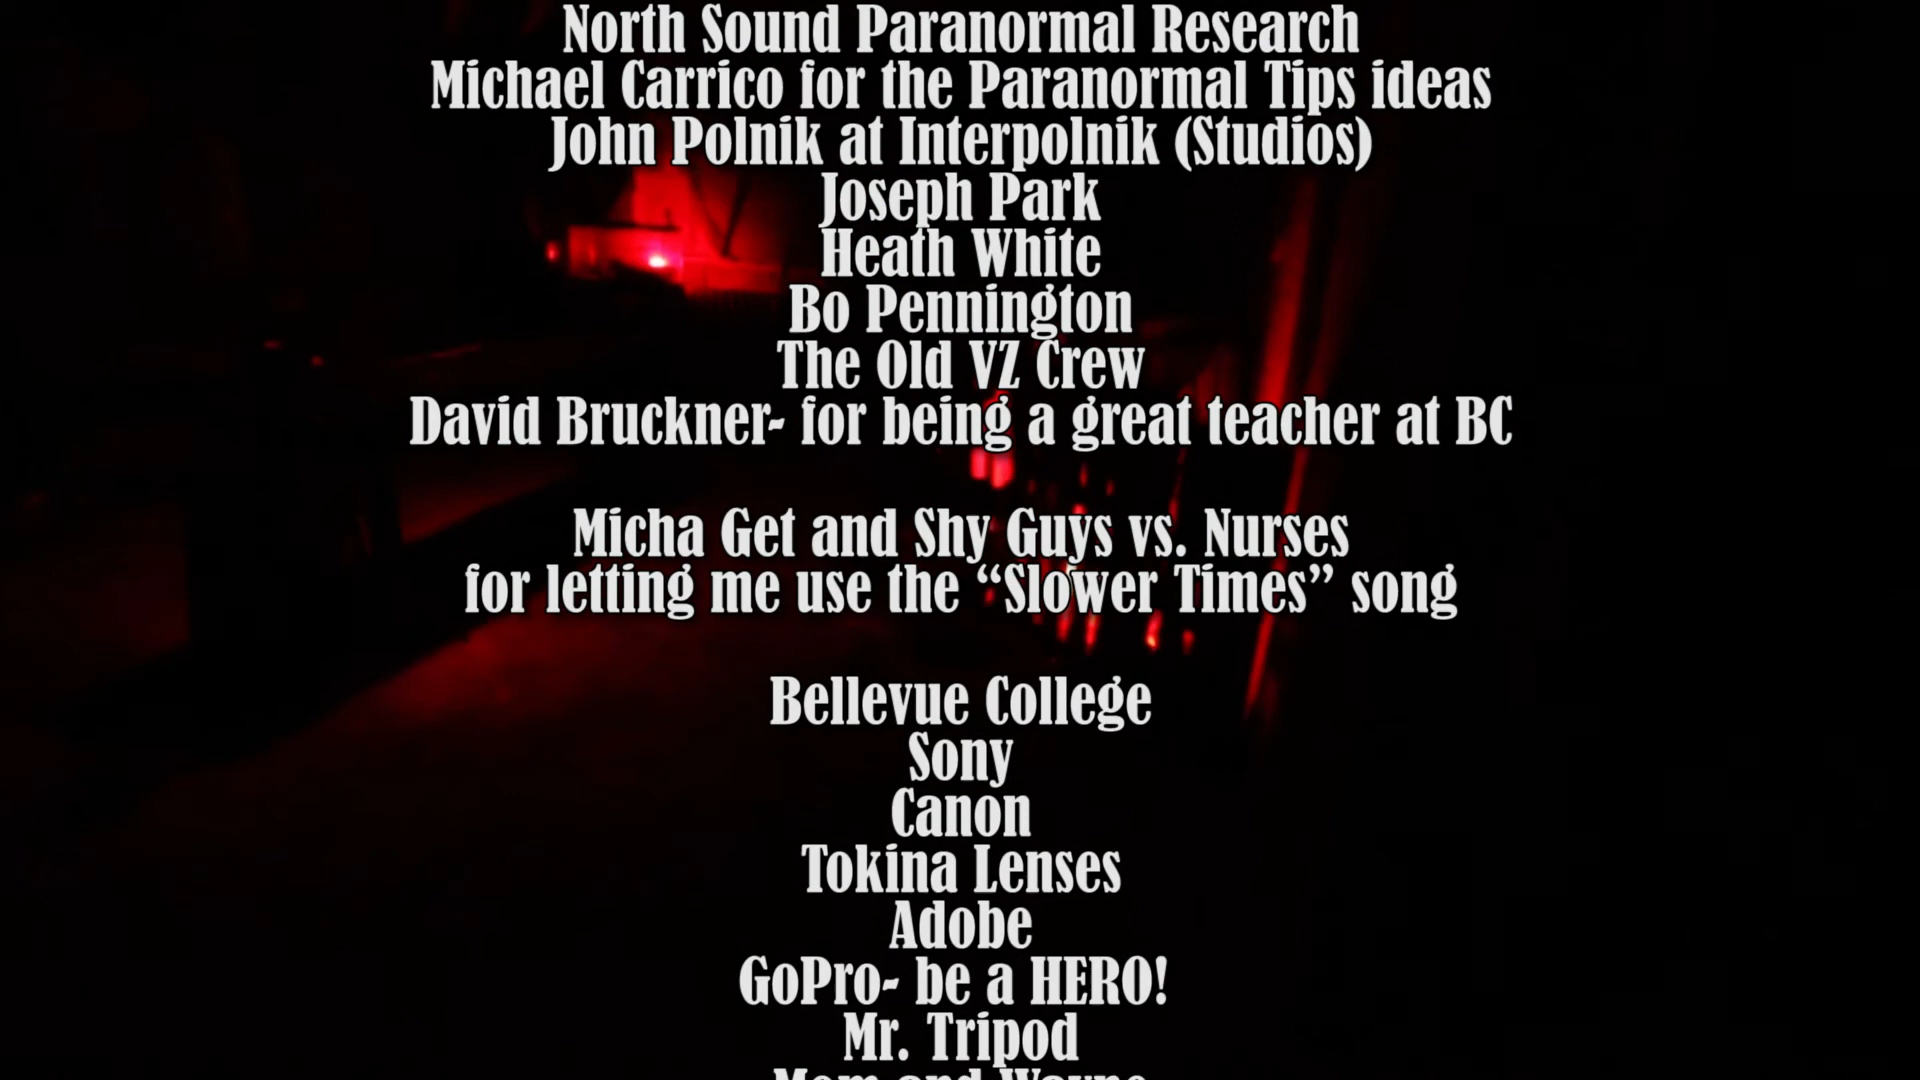 North Sound Paranormal Research
Michael Carrico for the Paranormal Tips ideas
John Polnik at Interpolnik (Studios)
Joseph Park
Heath White
Bo Pennington
The Old VZ Crew
David Bruckner- for being a great teacher at BC
Micha Get and Shy Guys vs. Nurses
for letting me use the “Slower Times” song
Bellevue College
Sony
Canon
Tokina Lenses
Adobe
GoPro- be a HERO!
Mr. Tripod
Mom and Wayne